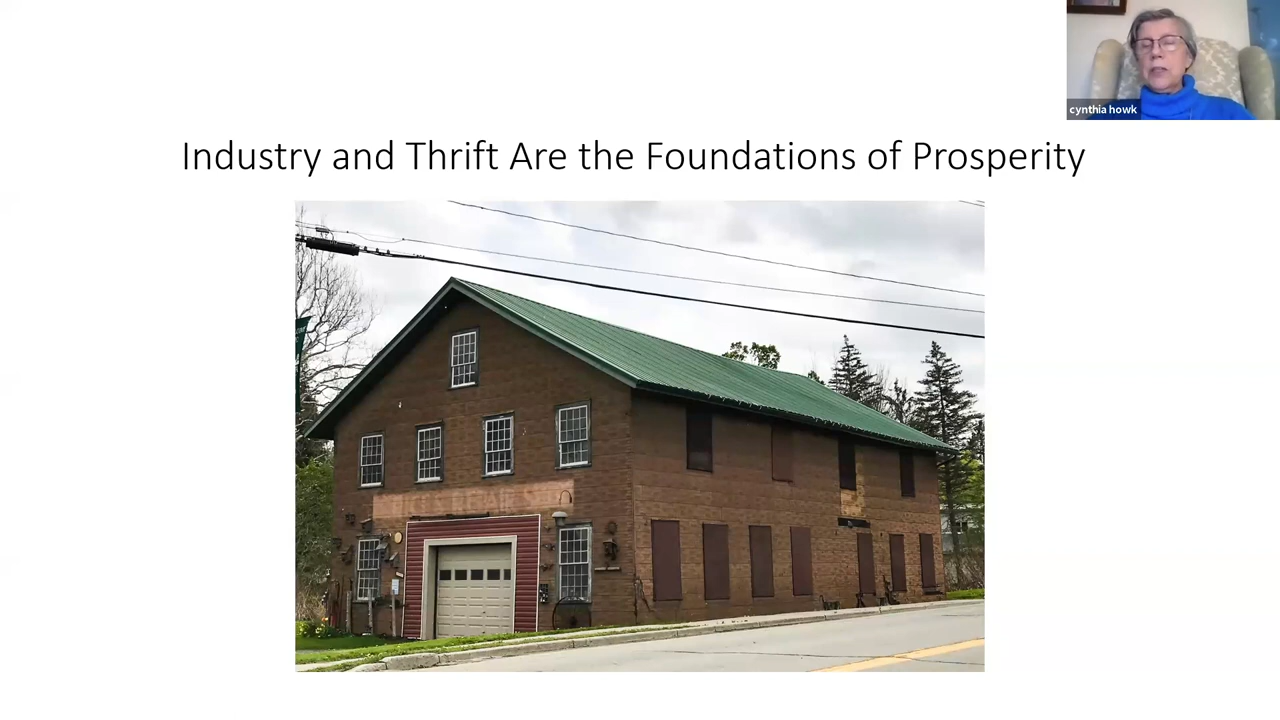 cynthia howk
Industry and Thrift Are the Foundations of Prosperity